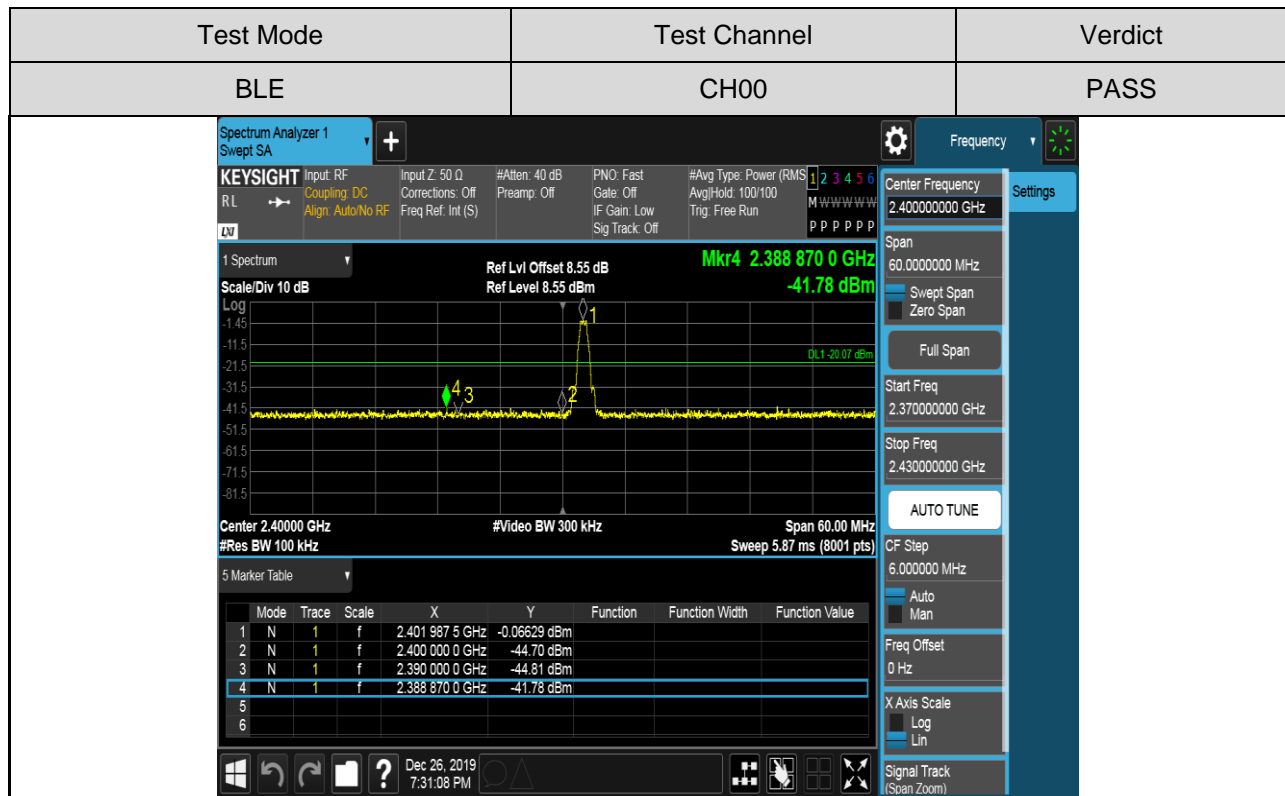 Test Mode Test Channel Verdict
BLE CH00 PASS
Spectrum Analyzer 1
Swept SA
+
Frequency
KEYSIGHT
RL
LXI
Input: RF
Coupling: DC
Align: Auto/No RF
Input Z: 50 Ω
Corrections: Off
Freq Ref: Int (S)
#Atten: 40 dB
Preamp: Off
PNO: Fast
Gate: Off
IF Gain: Low
Sig Track: Off
#Avg Type: Power (RMS
Avg|Hold: 100/100
Trig: Free Run
1 2 3 4 5 6
M W W W W W
P P P P P P
1 Spectrum
Scale/Div 10 dB
Ref Lvl Offset 8.55 dB
Ref Level 8.55 dBm
Mkr4 2.388 870 0 GHz
-41.78 dBm
Log
-1.45
-11.5
-21.5
-31.5
-41.5
-51.5
-61.5
-71.5
-81.5
1
DL1 -20.07 dBm
4
3
2
Center 2.40000 GHz #Video BW 300 kHz Span 60.00 MHz
#Res BW 100 kHz Sweep 5.87 ms (8001 pts)
5 Marker Table
Mode Trace Scale X Y Function Function Width Function Value
1 N 1 f 2.401 987 5 GHz -0.06629 dBm
2 N 1 f 2.400 000 0 GHz -44.70 dBm
3 N 1 f 2.390 000 0 GHz -44.81 dBm
4 N 1 f 2.388 870 0 GHz -41.78 dBm
5
6
?
Dec 26, 2019
7:31:08 PM
Center Frequency
2.400000000 GHz
Settings
Span
60.0000000 MHz
Swept Span
Zero Span
Full Span
Start Freq
2.370000000 GHz
Stop Freq
2.430000000 GHz
AUTO TUNE
CF Step
6.000000 MHz
Auto
Man
Freq Offset
0 Hz
X Axis Scale
Log
Lin
Signal Track
(Span Zoom)